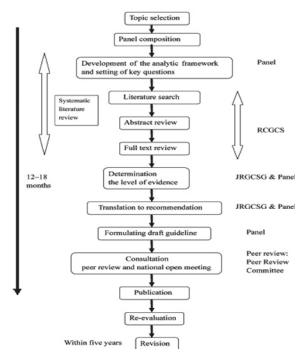 Topic selection
Panel composition
Development of the analytic framework
and setting of key questions
Panel
Literature search
Systematic
literature
review
Abstract review
RCGCS
Full text review
12–18
months
Determination
the level of evidence
JRGCSG & Panel
Translation to recommendation
JRGCSG & Panel
Formulating draft guideline
Panel
Consultation
peer review and national open meeting
Peer review:
Peer Review
Committee
Publication
Re-evaluation
Within five years
Revision